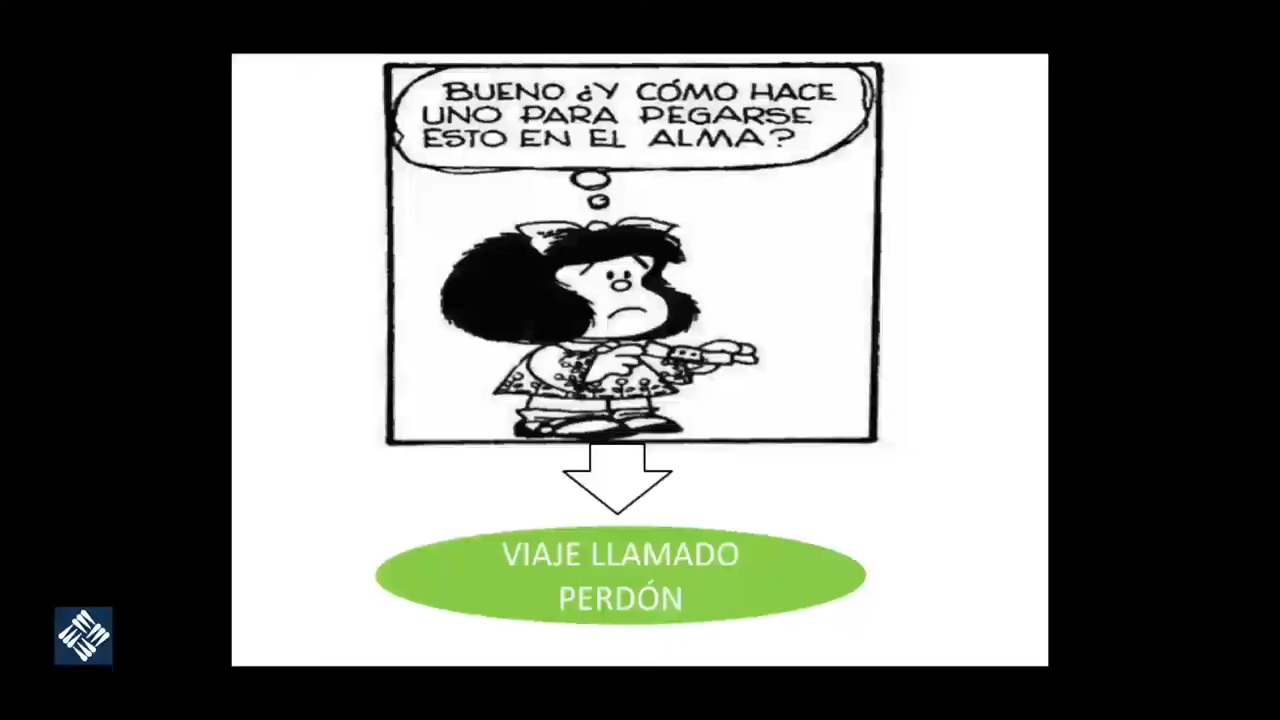 BUENO ¿Y CÓMO HACE
UNO PARA PEGARSE
ESTO EN EL ALMA?
VIAJE LLAMADO
PERDÓN